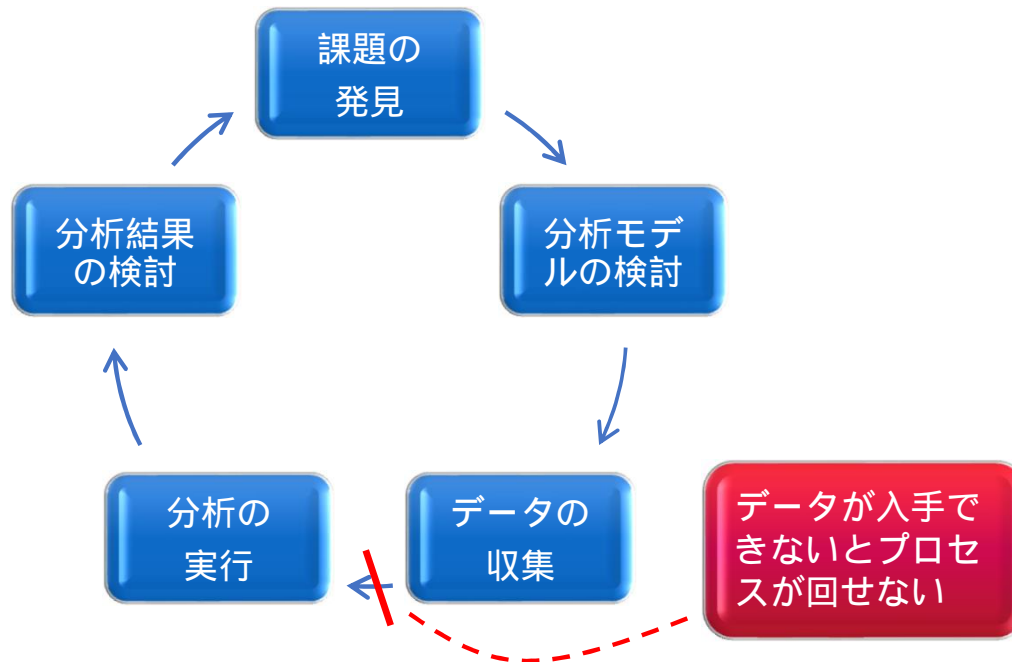 課題の
発見
分析結果
の検討
分析モデ
ルの検討
分析の
実行
データの
収集
データが入手で
きないとプロセ
スが回せない